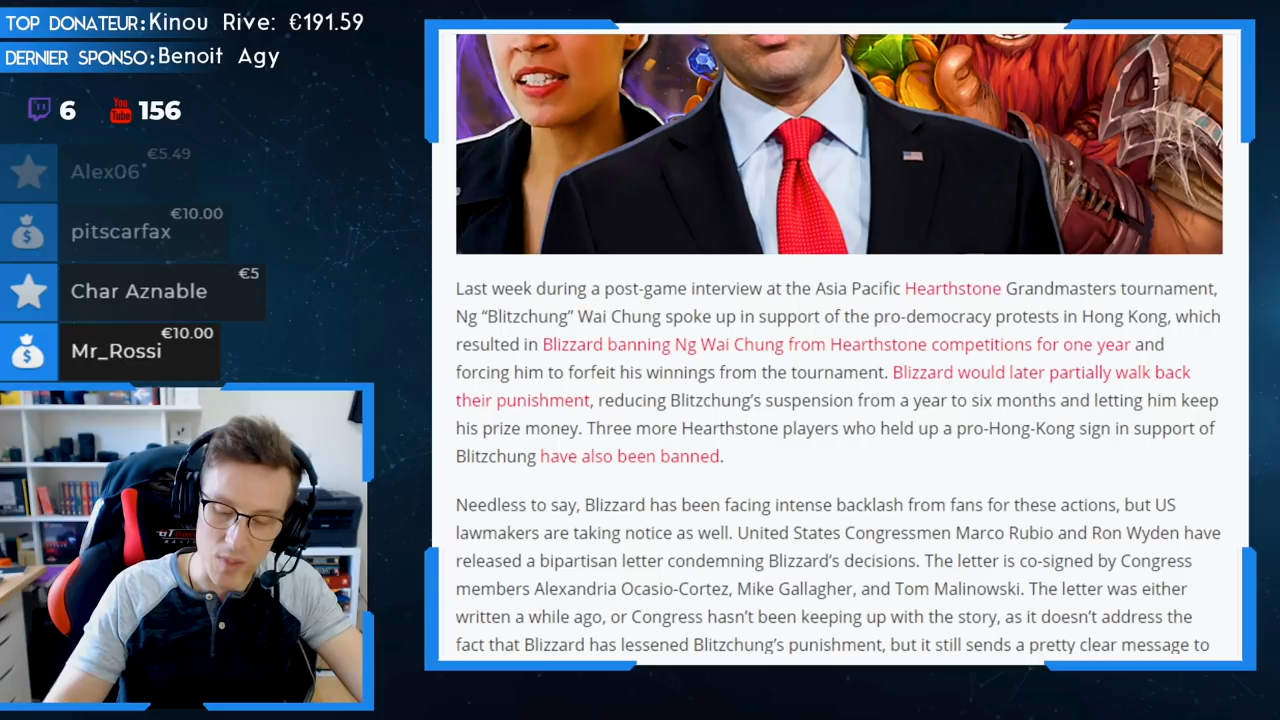 TOP DONATEUR: Kinou Rive: €191.59
DERNIER SPONSO: Benoit Agy
6
You Tube 156
€5.49
Alex06*
€10.00
pitscarfax
€5
Char Aznable
€10.00
Mr_Rossi
Last week during a post-game interview at the Asia Pacific Hearthstone Grandmasters tournament,
Ng “Blitzchung” Wai Chung spoke up in support of the pro-democracy protests in Hong Kong, which
resulted in Blizzard banning Ng Wai Chung from Hearthstone competitions for one year and
forcing him to forfeit his winnings from the tournament. Blizzard would later partially walk back
their punishment, reducing Blitzchung’s suspension from a year to six months and letting him keep
his prize money. Three more Hearthstone players who held up a pro-Hong-Kong sign in support of
Blitzchung have also been banned.
Needless to say, Blizzard has been facing intense backlash from fans for these actions, but US
lawmakers are taking notice as well. United States Congressmen Marco Rubio and Ron Wyden have
released a bipartisan letter condemning Blizzard’s decisions. The letter is co-signed by Congress
members Alexandria Ocasio-Cortez, Mike Gallagher, and Tom Malinowski. The letter was either
written a while ago, or Congress hasn’t been keeping up with the story, as it doesn’t address the
fact that Blizzard has lessened Blitzchung’s punishment, but it still sends a pretty clear message to